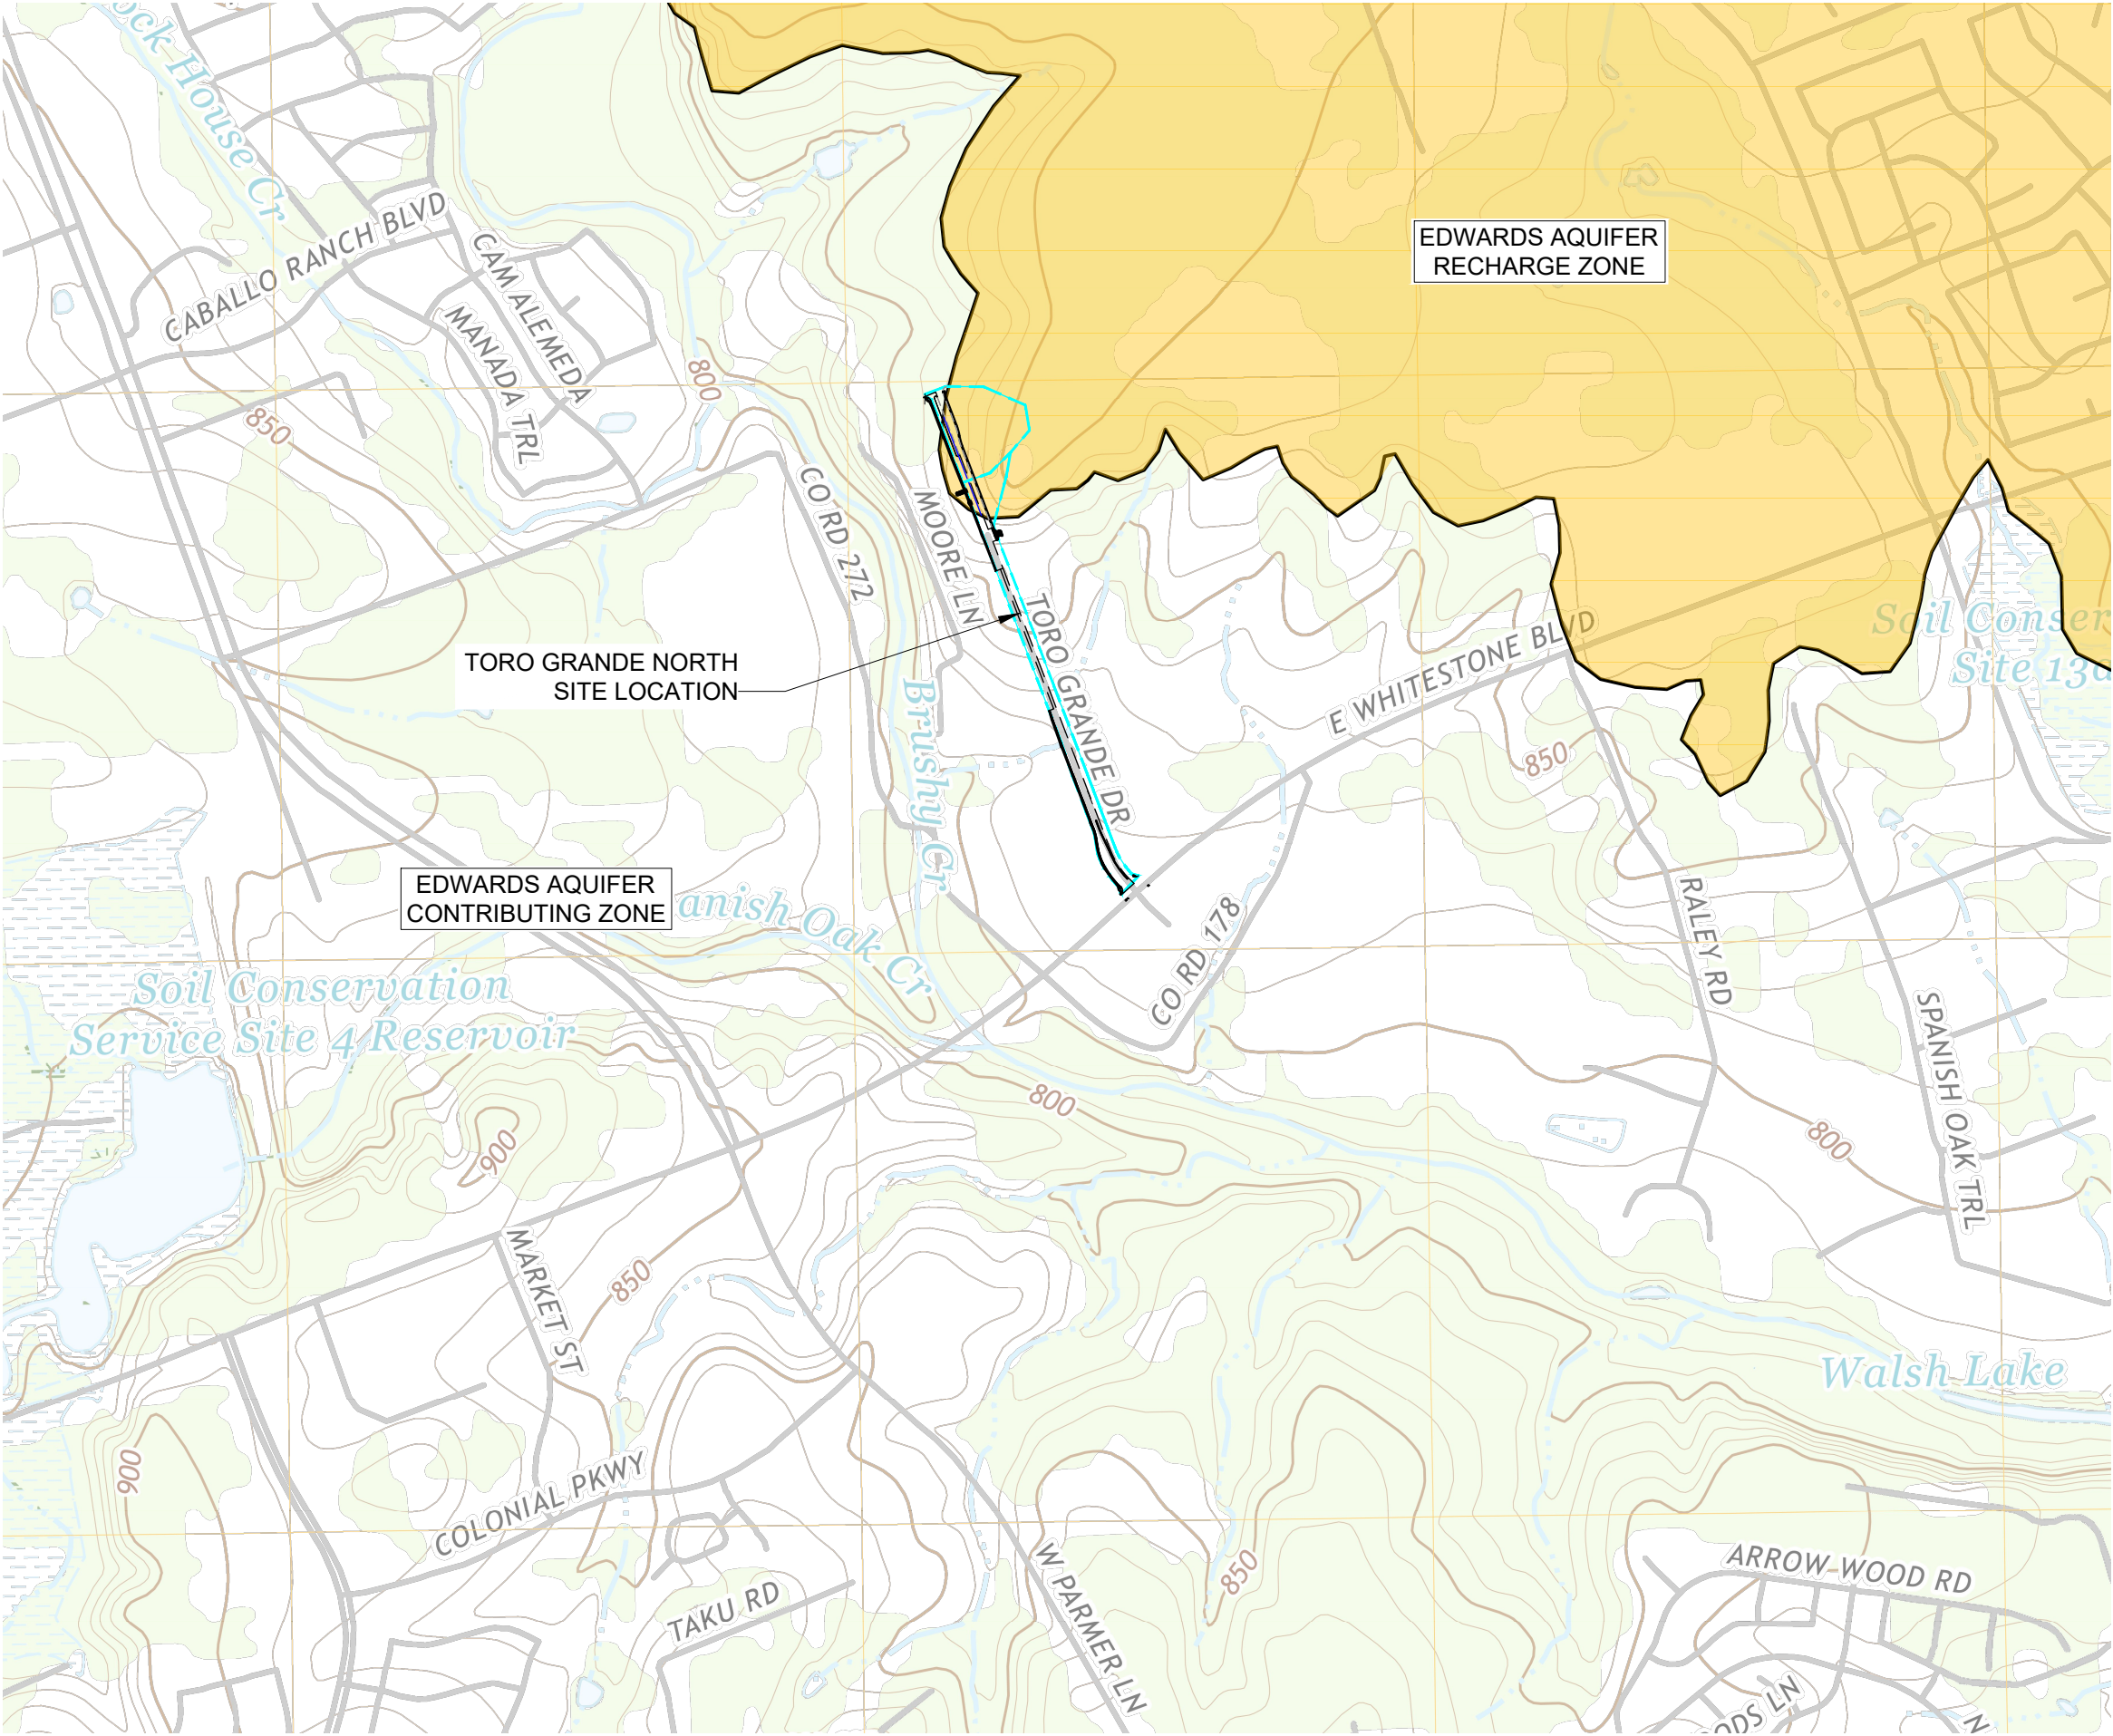 ock House Cr
CABALLO RANCH BLVD
CAM ALEMEDA
MANADA TRL
EDWARDS AQUIFER
RECHARGE ZONE
800
850
CO RD 272
MOORE LN
TORO GRANDE NORTH
SITE LOCATION
TORO GRANDE DR
E WHITESTONE BLVD
Soil Conser
Site 13
Brushy Cr
850
EDWARDS AQUIFER
CONTRIBUTING ZONE
anish Oak Cr
RALEY RD
CO RD 178
Soil Conservation
Service Site 4 Reservoir
SPANISH OAK TRL
800
900
800
MARKET ST
850
Walsh Lake
900
COLONIAL PKWY
W PARMER LN
850
ARROW WOOD RD
TAKU RD
ODS LN
N